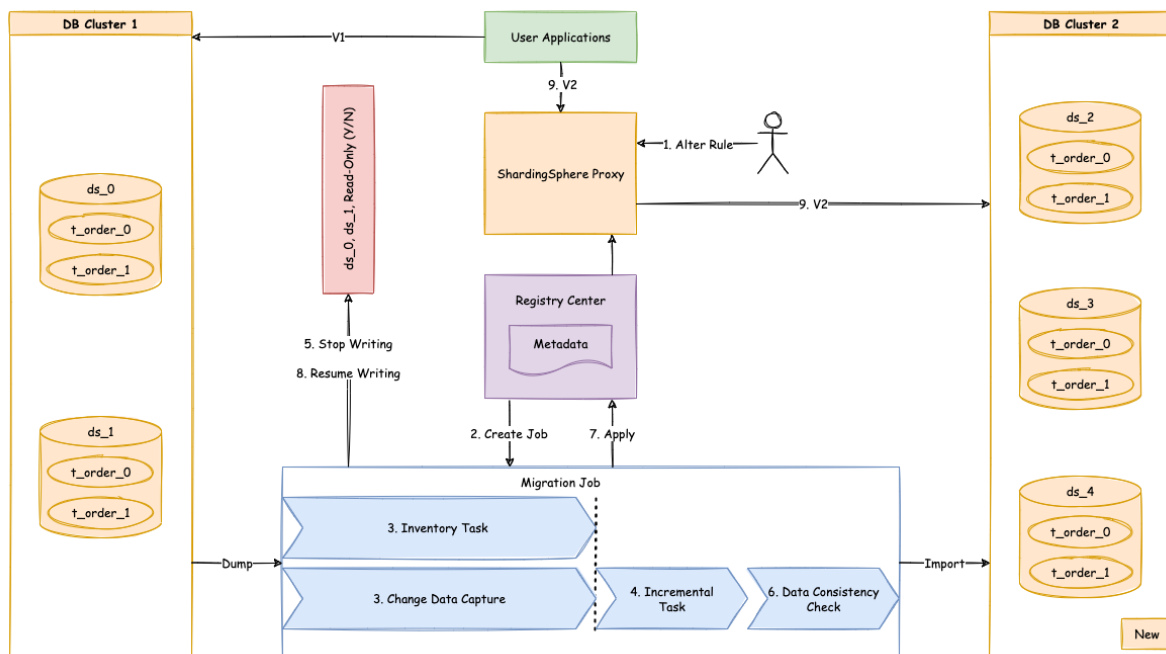 DB Cluster 1
User Applications
DB Cluster 2
V1
9. V2
ds_0, ds_1, Read-Only (Y/N)
ShardingSphere Proxy
1. Alter Rule
9. V2
ds_2
t_order_0
t_order_1
ds_0
t_order_0
t_order_1
Registry Center
Metadata
ds_3
t_order_0
t_order_1
5. Stop Writing
8. Resume Writing
2. Create Job
7. Apply
ds_1
t_order_0
t_order_1
Migration Job
3. Inventory Task
ds_4
t_order_0
t_order_1
Dump
3. Change Data Capture
4. Incremental
Task
6. Data Consistency
Check
Import
New